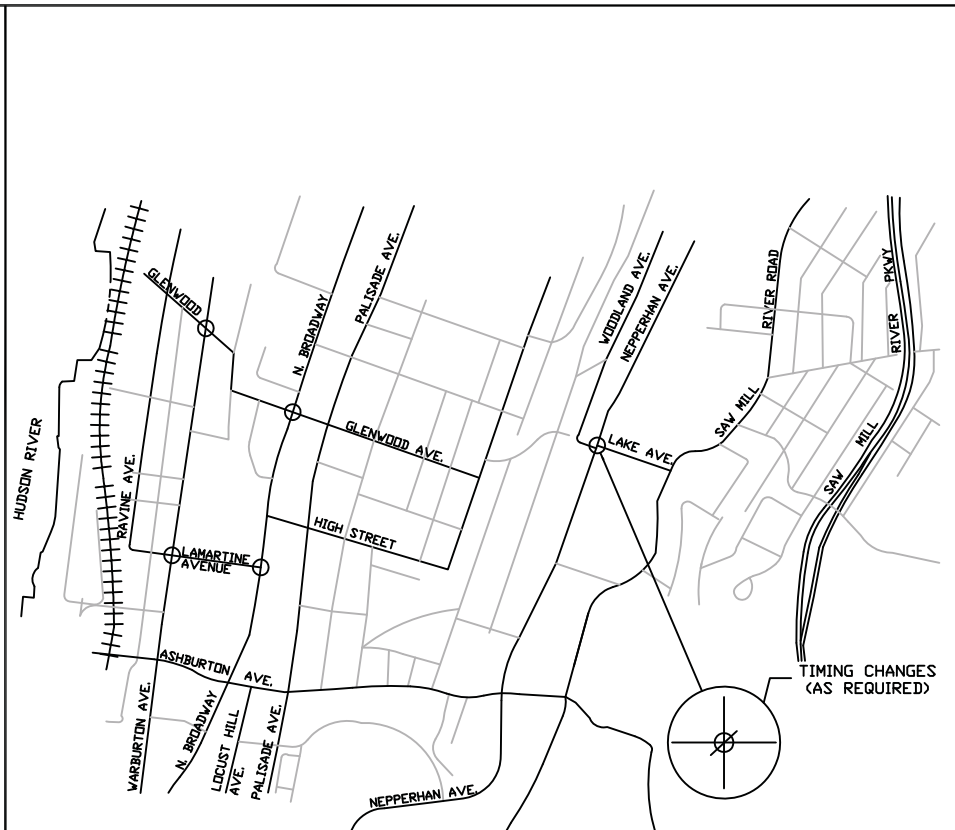 GLENWOOD
N. BROADWAY
PALISADE AVE.
WOODLAND AVE.
NEPPERHAN AVE.
RIVER ROAD
SAW MILL
PKWY
RIVER
MILL
SAW
HUDSON RIVER
RAVINE AVE.
GLENWOOD AVE.
LAKE AVE.
HIGH STREET
LAMARTINE
AVENUE
ASHBURTON AVE.
WARBURTON AVE.
N. BROADWAY
LOCUST HILL
AVE.
PALISADE AVE.
NEPPERHAN AVE.
TIMING CHANGES
(AS REQUIRED)